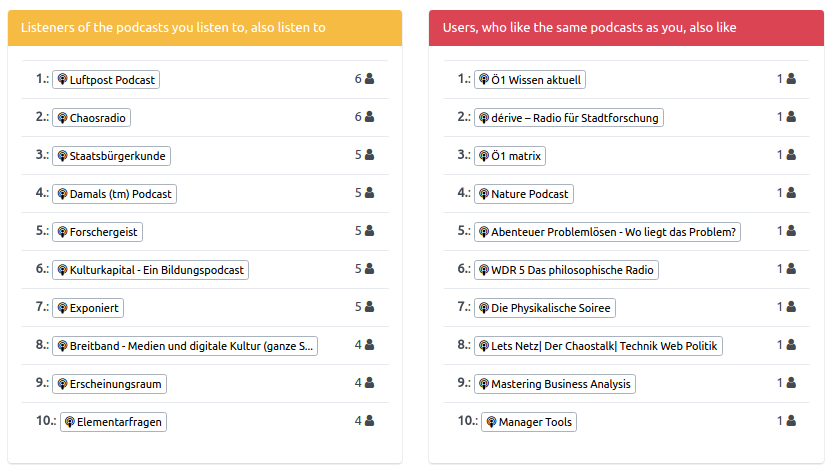 Listeners of the podcasts you listen to, also listen to
1.: Luftpost Podcast 6
2.: Chaosradio 6
3.: Staatsbürgerkunde 5
4.: Damals (tm) Podcast 5
5.: Forschergeist 5
6.: Kulturkapital - Ein Bildungspodcast 5
7.: Exponiert 5
8.: Breitband - Medien und digitale Kultur (ganze S... 4
9.: Erscheinungsraum 4
10.: Elementarfragen 4
Users, who like the same podcasts as you, also like
1.: Ö1 Wissen aktuell 1
2.: dérive – Radio für Stadtforschung 1
3.: Ö1 matrix 1
4.: Nature Podcast 1
5.: Abenteuer Problemlösen - Wo liegt das Problem? 1
6.: WDR 5 Das philosophische Radio 1
7.: Die Physikalische Soiree 1
8.: Lets Netz| Der Chaostalk| Technik Web Politik 1
9.: Mastering Business Analysis 1
10.: Manager Tools 1